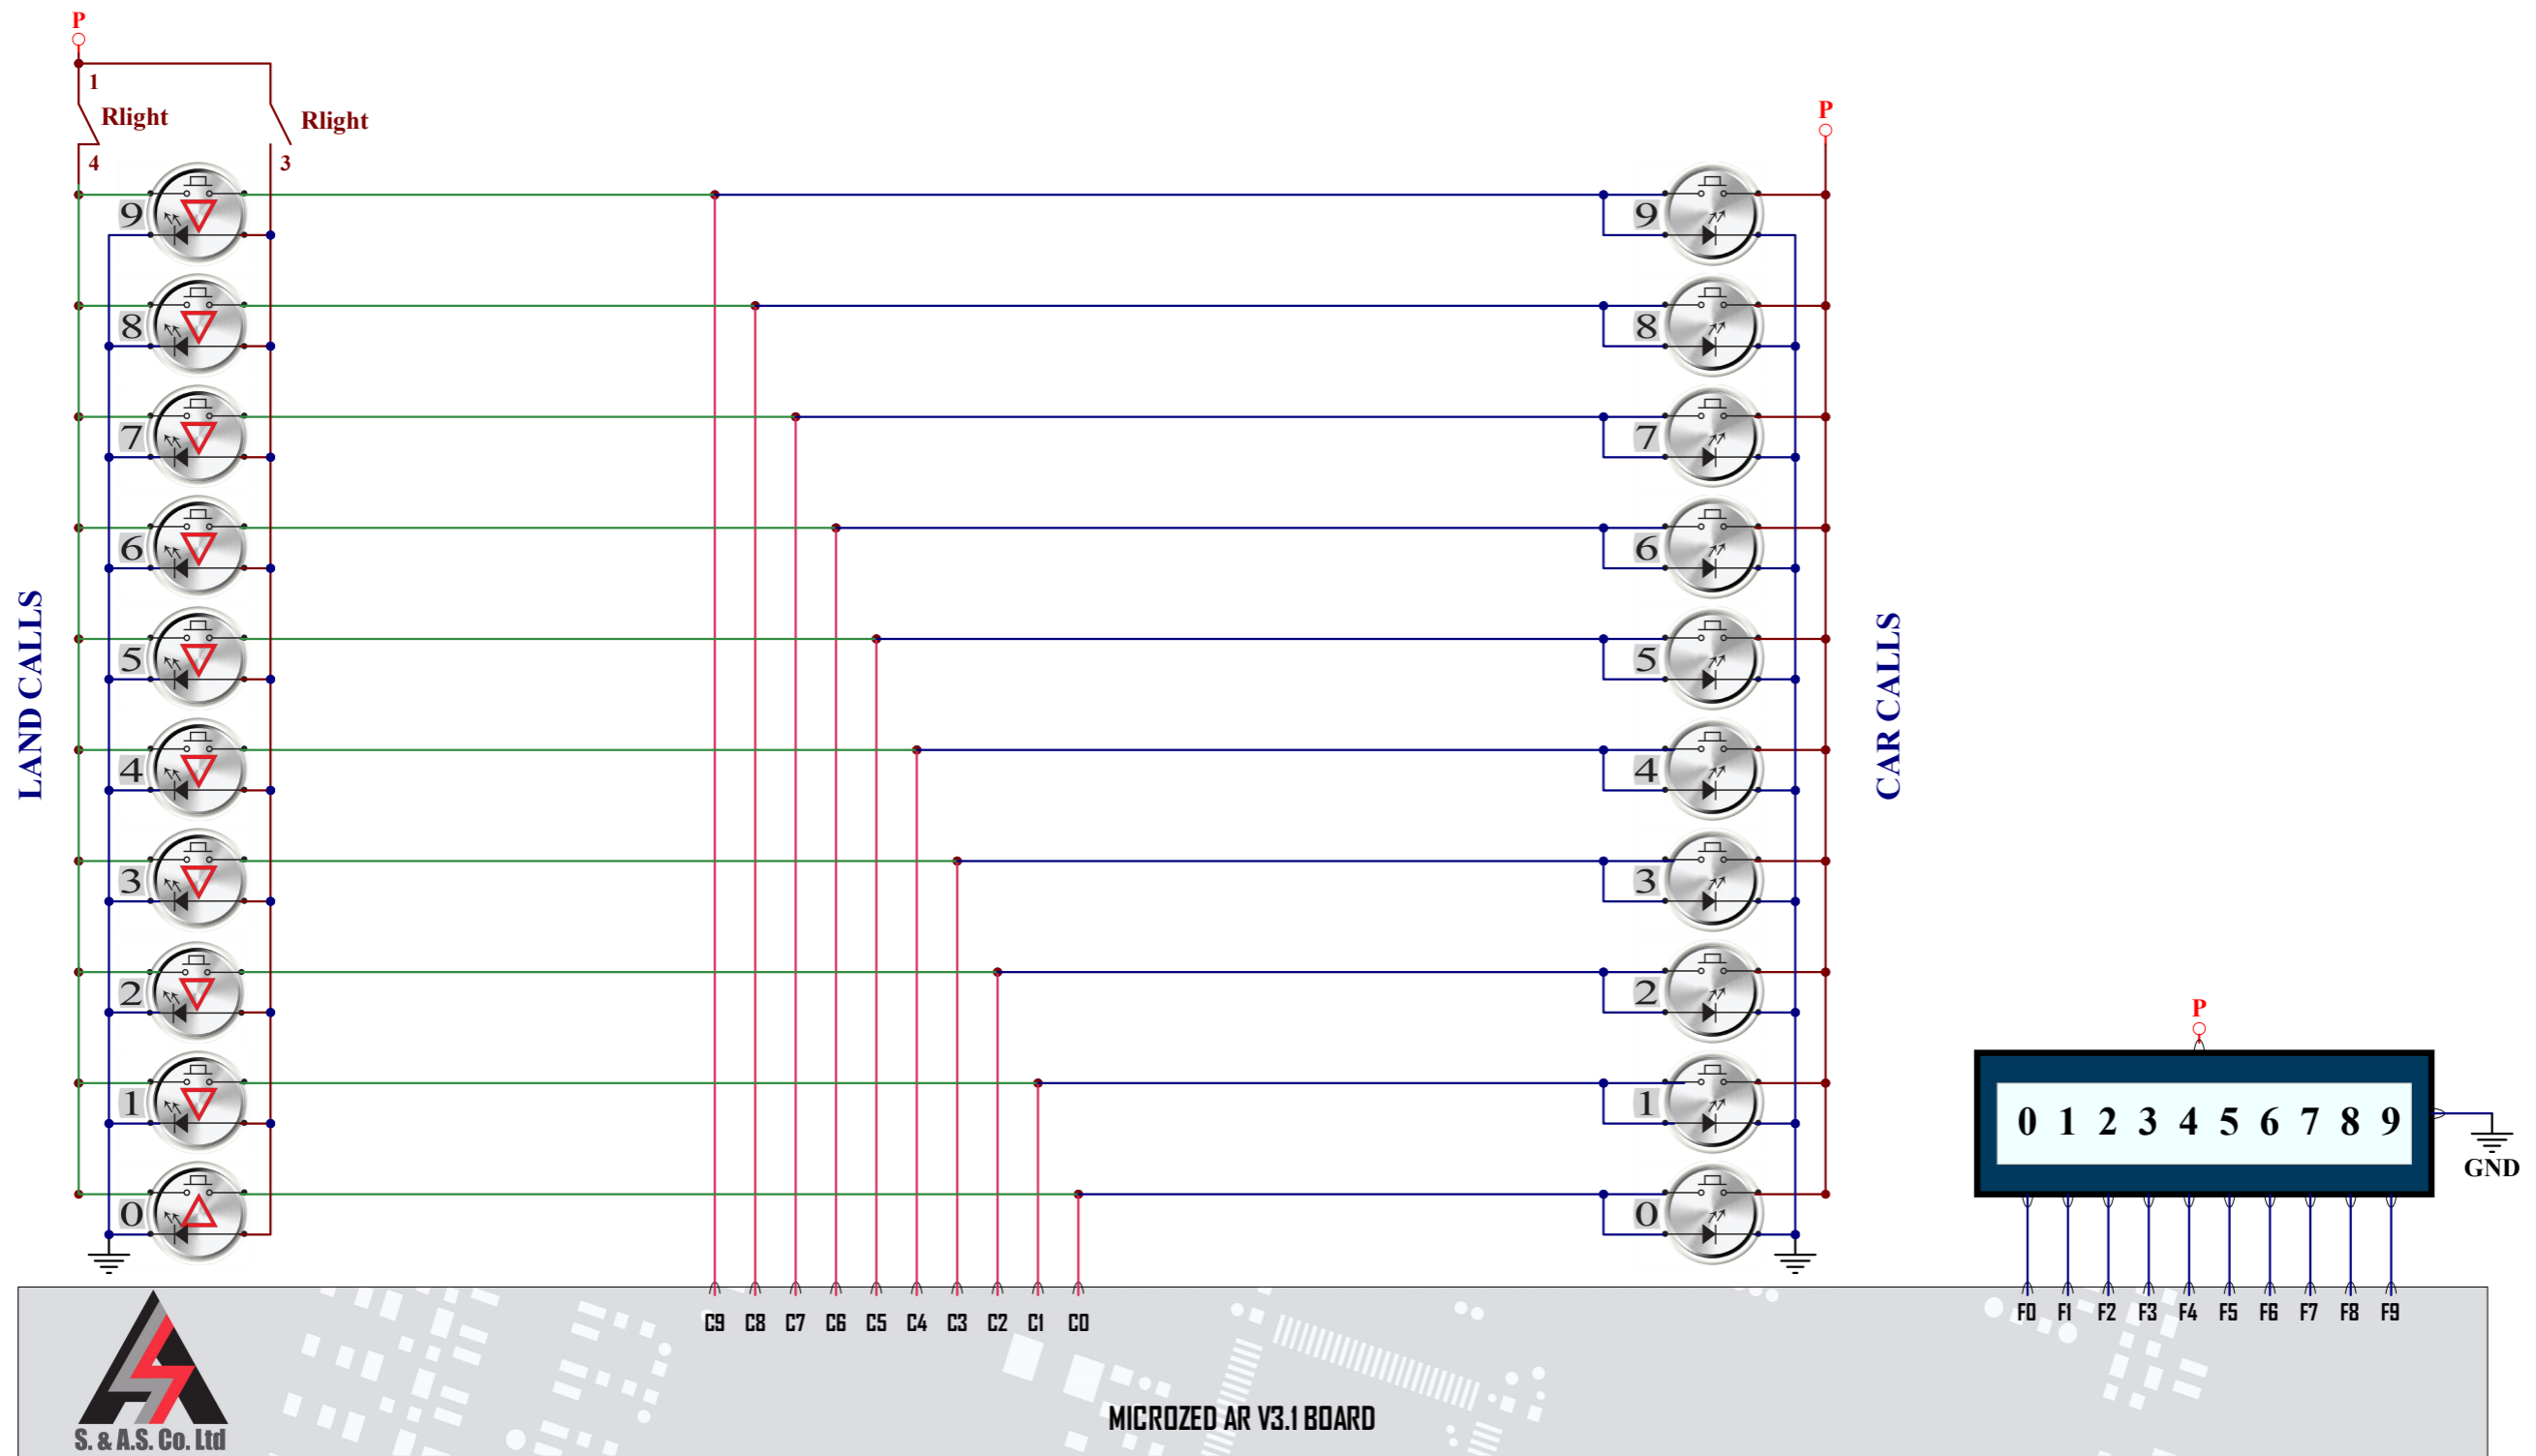 P
1
Rlight
Rlight
4
3
P
9
9
8
8
7
7
6
6
5
5
4
4
3
3
2
2
1
1
0
0
LAND CALLS
CAR CALLS
P
0 1 2 3 4 5 6 7 8 9
GND
C9 C8 C7 C6 C5 C4 C3 C2 C1 C0
F0 F1 F2 F3 F4 F5 F6 F7 F8 F9
MICROZED AR V3.1 BOARD
S. & A.S. Co. Ltd